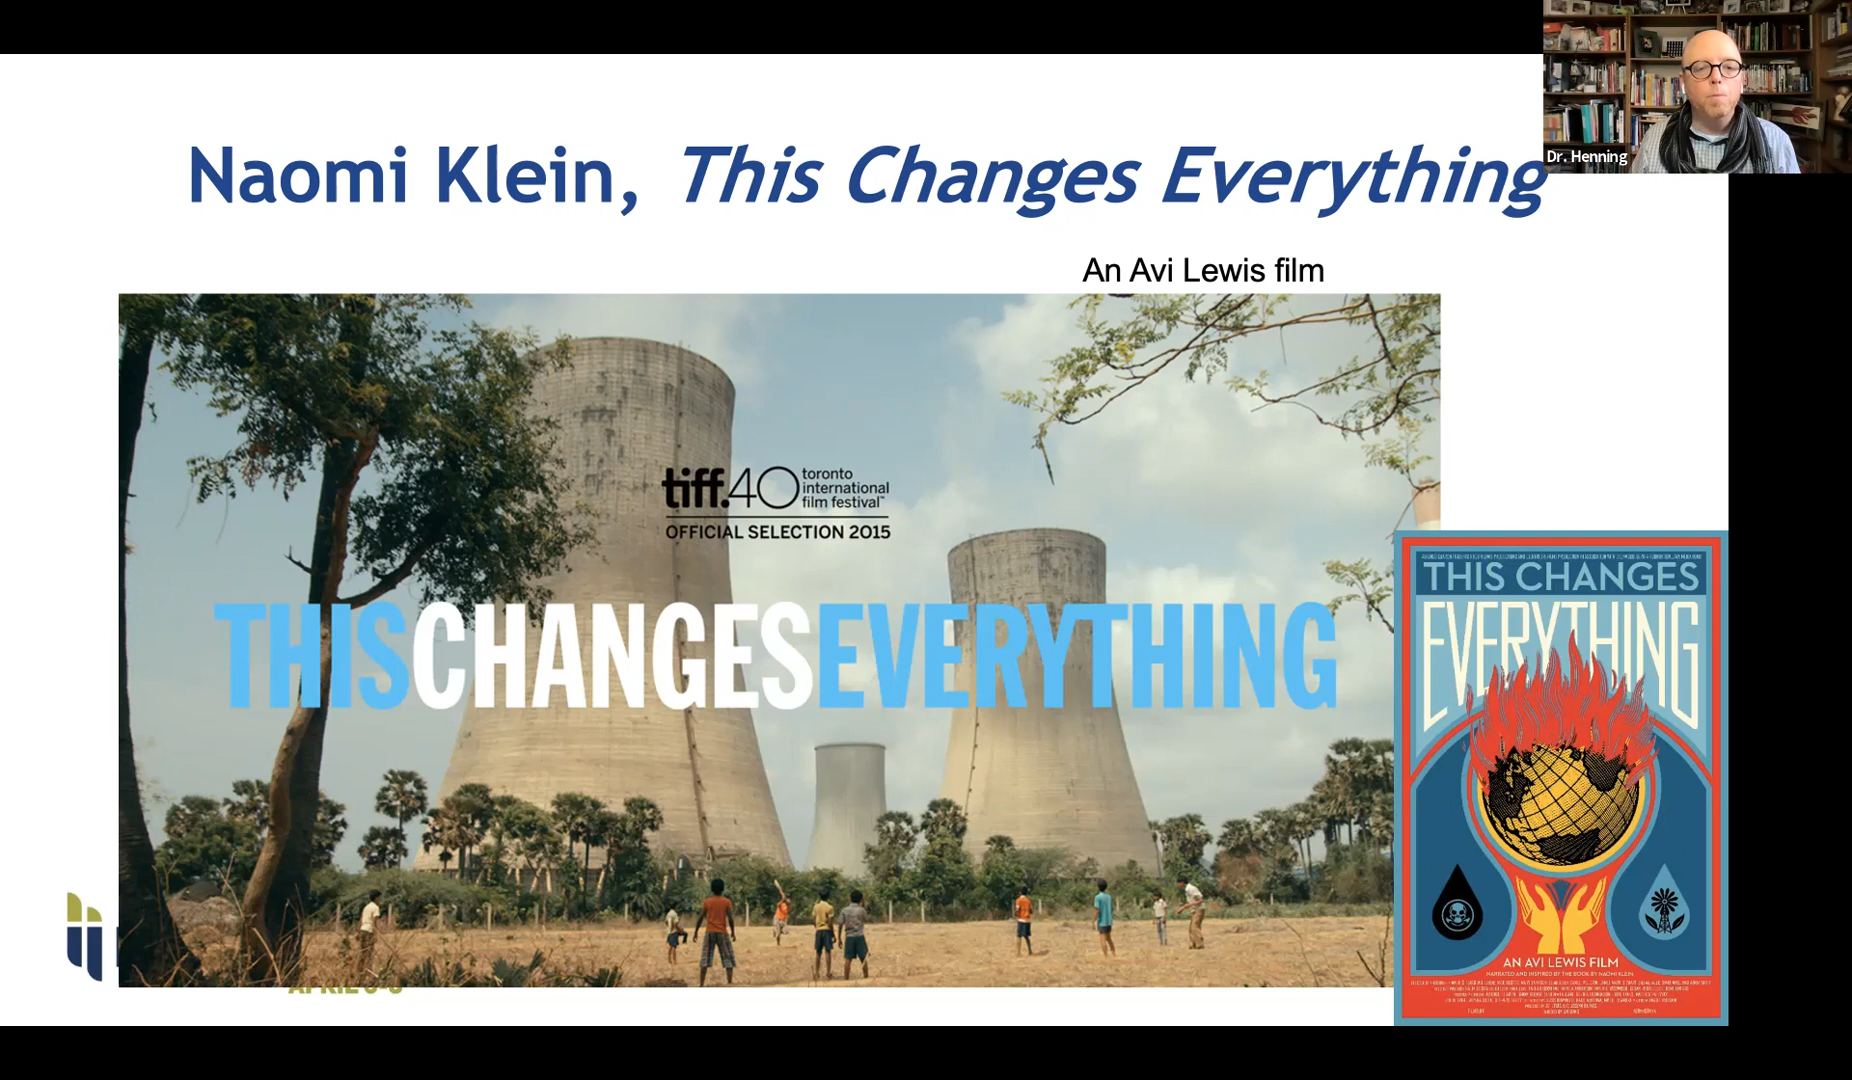 Naomi Klein, This Changes Everything
Dr. Henning
An Avi Lewis film
tiff.40 toronto international film festival™
OFFICIAL SELECTION 2015
THISCHANGESEVERYTHING
THIS CHANGES
EVERYTHING
AN AVI LEWIS FILM
NARRATED AND INSPIRED BY THE BOOK BY NAOMI KLEIN